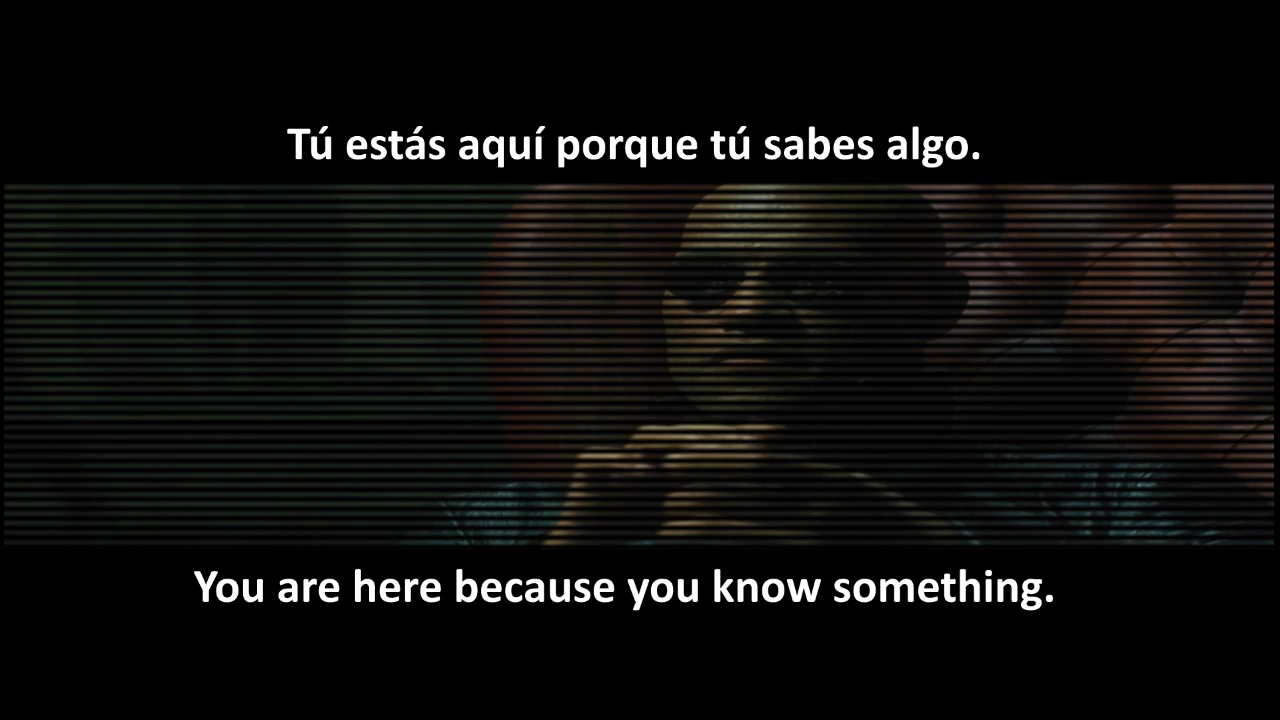 Tú estás aquí porque tú sabes algo.
You are here because you know something.